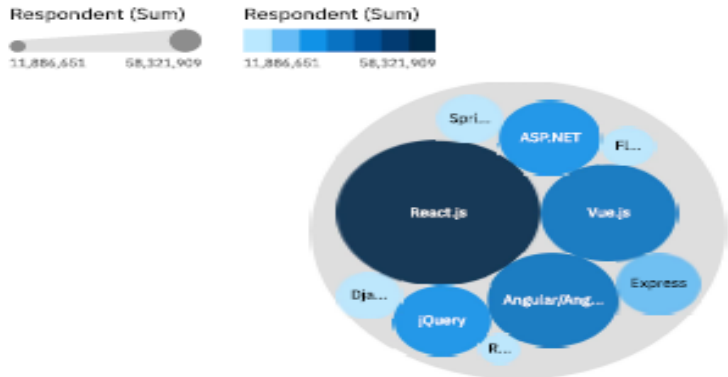 Respondent (Sum) Respondent (Sum)
11,886,651 58,321,909 11,886,651 58,321,909
Spri...
ASP.NET
Fl...
React.js
Vue.js
Express
Dja...
Angular/Ang...
jQuery
R...